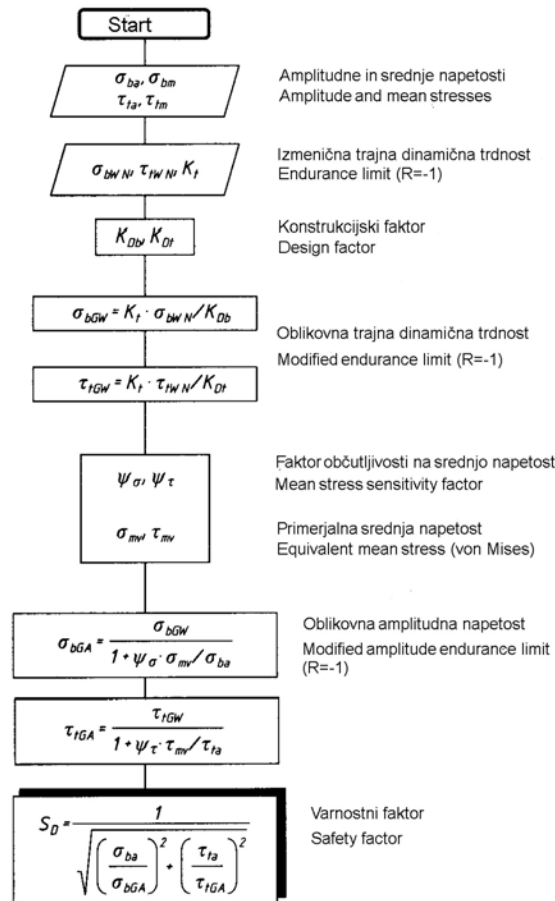 Start
σba, σbm
τta, τtm
Amplitudne in srednje napetosti
Amplitude and mean stresses
σbWN, τtWN, Kt
Izmenična trajna dinamična trdnost
Endurance limit (R=-1)
KDb, KDt
Konstrukcijski faktor
Design factor
σbGW = Kt · σbWN / KDb
τtGW = Kt · τtWN / KDt
Oblikovna trajna dinamična trdnost
Modified endurance limit (R=-1)
ψσ, ψτ
Faktor občutljivosti na srednjo napetost
Mean stress sensitivity factor
σmv, τmv
Primerjalna srednja napetost
Equivalent mean stress (von Mises)
σbGA = σbGW / (1 + ψσ · σmv / σba)
Oblikovna amplitudna napetost
Modified amplitude endurance limit
(R=-1)
τtGA = τtGW / (1 + ψτ · τmv / τta)
SD = 1 / √((σba / σbGA)² + (τta / τtGA)²)
Varnostni faktor
Safety factor